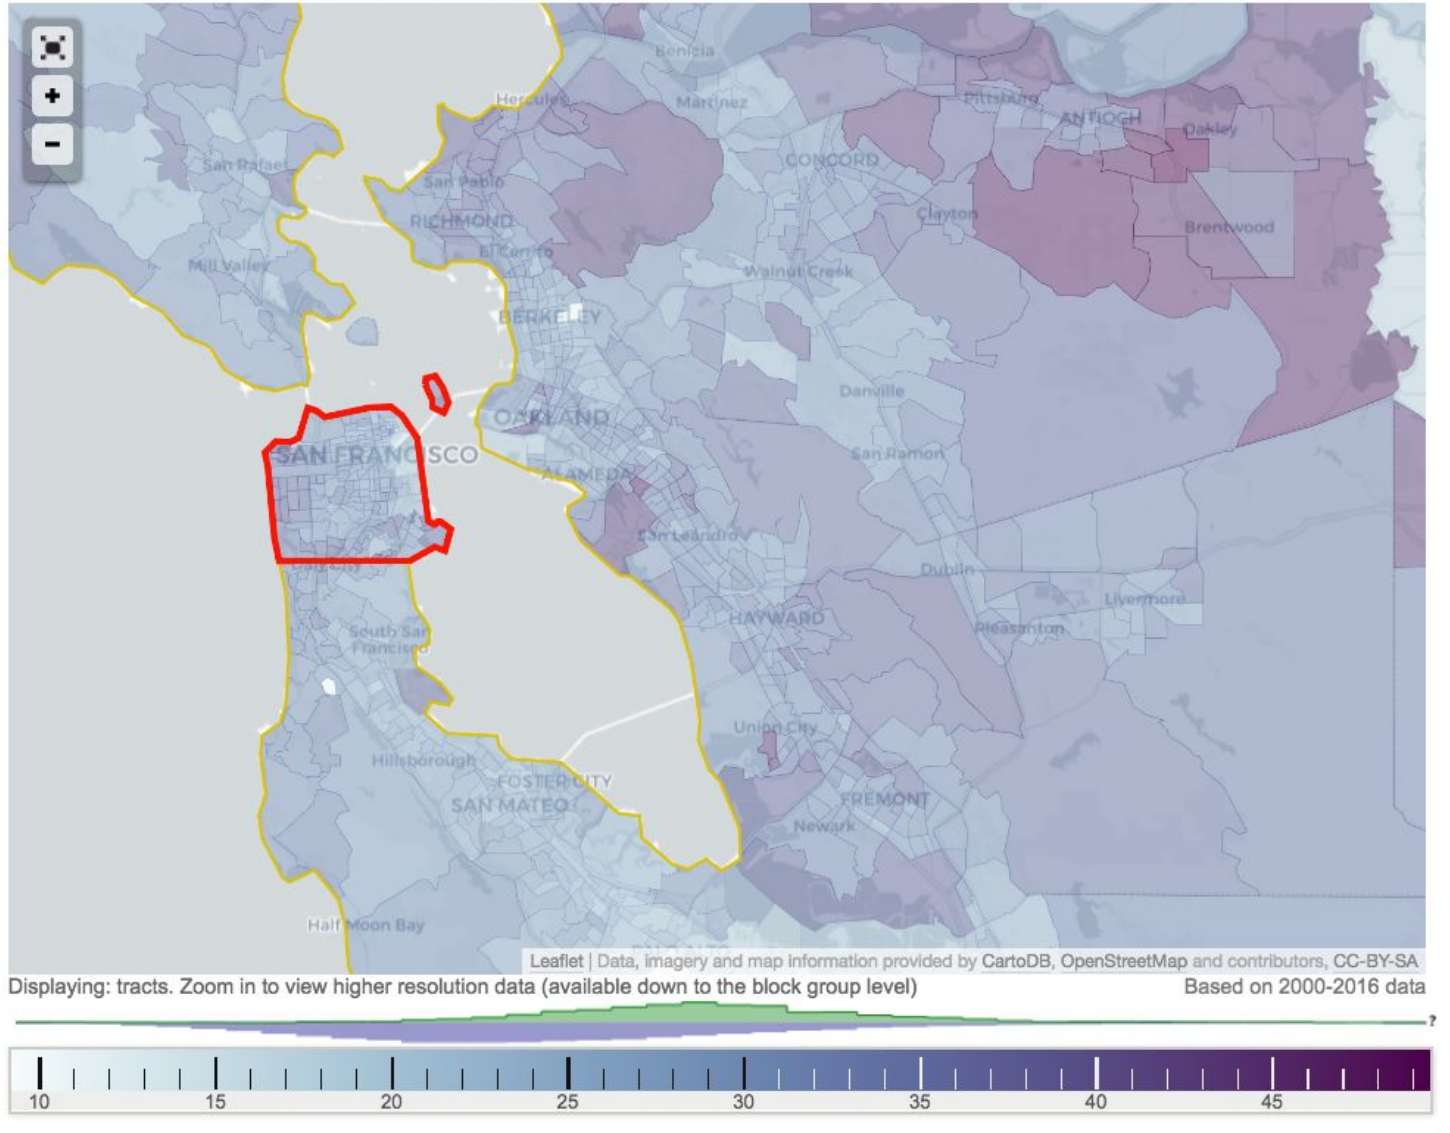 +
−
Benicia
Hercules
Martinez
Pittsburg
ANTIOCH
Oakley
San Rafael
CONCORD
San Pablo
RICHMOND
Clayton
Brentwood
El Cerrito
Mill Valley
Walnut Creek
BERKELEY
Danville
OAKLAND
SAN FRANCISCO
San Ramon
ALAMEDA
San Leandro
Daly City
Dublin
Livermore
HAYWARD
Pleasanton
South San
Francisco
Union City
Hillsborough
FOSTER CITY
SAN MATEO
FREMONT
Newark
Half Moon Bay
PALO ALTO
Leaflet | Data, imagery and map information provided by CartoDB, OpenStreetMap and contributors, CC-BY-SA
Displaying: tracts. Zoom in to view higher resolution data (available down to the block group level) Based on 2000-2016 data
?
10 15 20 25 30 35 40 45